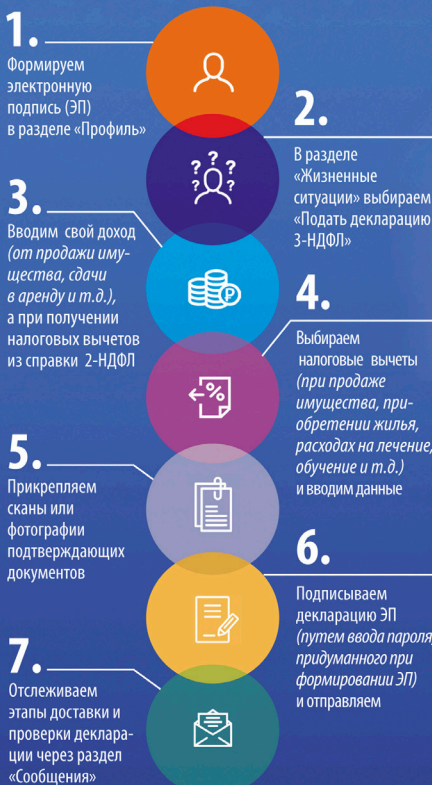 1.
Формируем
электронную
подпись (ЭП)
в разделе «Профиль»
2.
В разделе
«Жизненные
ситуации» выбираем
«Подать декларацию
3-НДФЛ»
3.
Вводим свой доход
(от продажи иму-
щества, сдачи
в аренду и т.д.),
а при получении
налоговых вычетов
из справки 2-НДФЛ
4.
Выбираем
налоговые вычеты
(при продаже
имущества, при-
обретении жилья,
расходах на лечение,
обучение и т.д.)
и вводим данные
5.
Прикрепляем
сканы или
фотографии
подтверждающих
документов
6.
Подписываем
декларацию ЭП
(путем ввода пароля,
придуманного при
формировании ЭП)
и отправляем
7.
Отслеживаем
этапы доставки и
проверки деклара-
ции через раздел
«Сообщения»